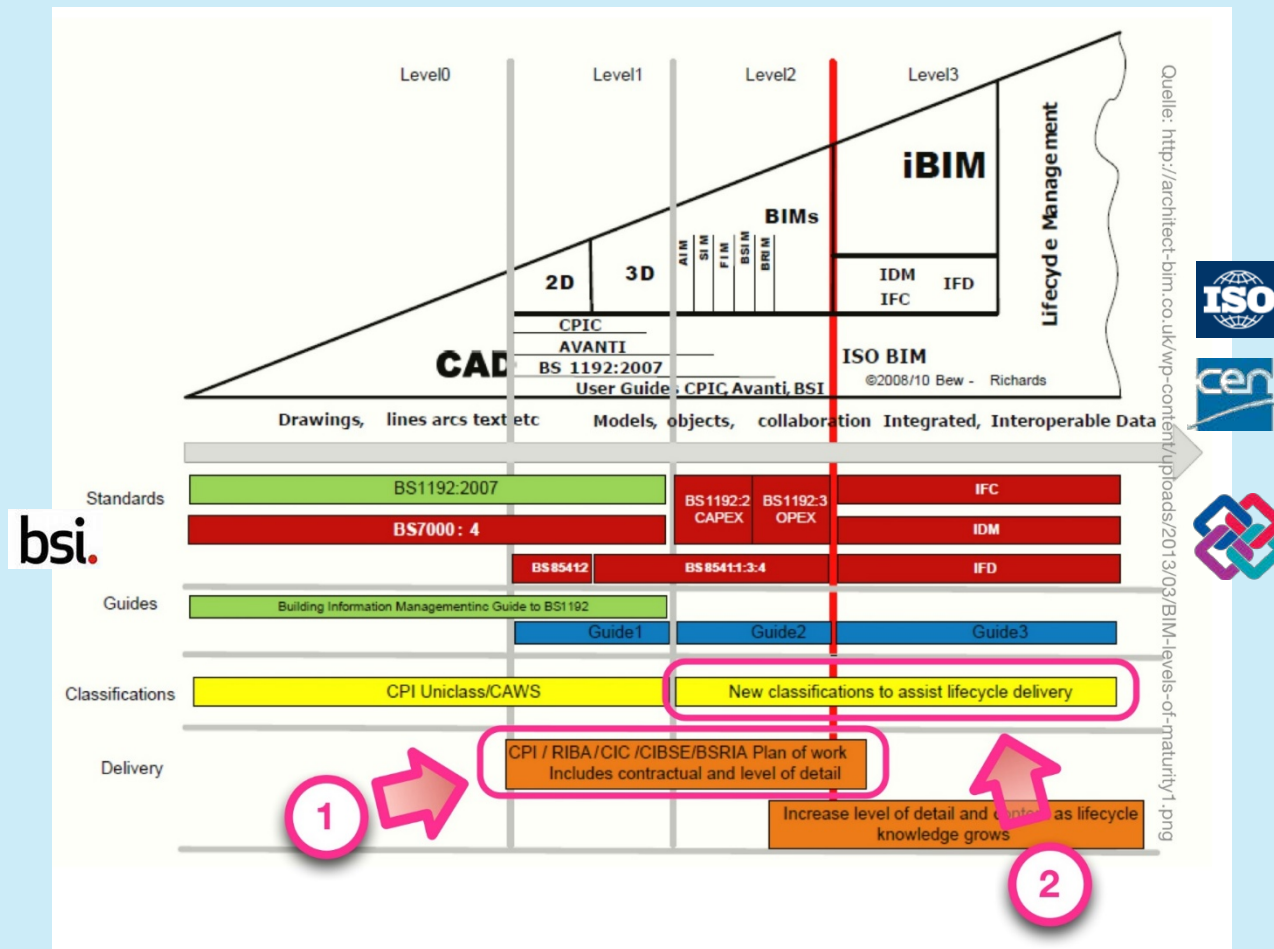 Level0
Level1
Level2
Level3
iBIM
BIMs
AIM
SIM
FIM
BSIM
BRIM
2D
3D
IDM
IFD
IFC
Lifecycle Management
CPIC
AVANTI
CAD
BS 1192:2007
User Guides CPIC, Avanti, BSI
ISO BIM
©2008/10 Bew - Richards
Drawings, lines arcs text etc
Models, objects, collaboration
Integrated, Interoperable Data
Quelle: http://architect-bim.co.uk/wp-content/uploads/2013/03/BIM-levels-of-maturity1.png
ISO
cen
bsi.
Standards
BS1192:2007
BS7000: 4
BS1192:2
CAPEX
BS1192:3
OPEX
IFC
IDM
BS8541:2
BS8541:1:3:4
IFD
Guides
Building Information Managementinc Guide to BS1192
Guide1
Guide2
Guide3
Classifications
CPI Uniclass/CAWS
New classifications to assist lifecycle delivery
Delivery
CPI / RIBA / CIC /CIBSE/BSRIA Plan of work
Includes contractual and level of detail
Increase level of detail and as lifecycle
knowledge grows
1
2